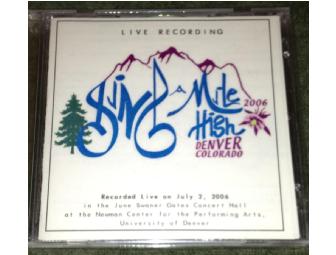 LIVE RECORDING
Sing a Mile
2006
High
DENVER
COLORADO
Recorded Live on July 2, 2006
in the June Swaner Gates Concert Hall
at the Newman Center for the Performing Arts,
University of Denver